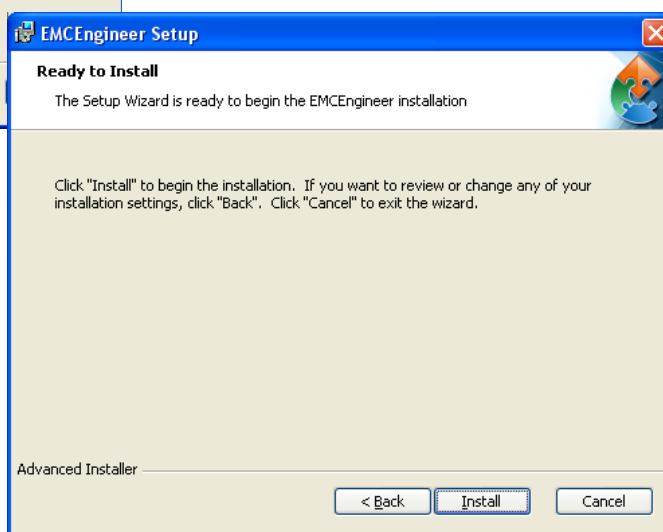 EMCEngineer Setup
Ready to Install
The Setup Wizard is ready to begin the EMCEngineer installation
Click "Install" to begin the installation.  If you want to review or change any of your
installation settings, click "Back".  Click "Cancel" to exit the wizard.
Advanced Installer
< Back
Install
Cancel